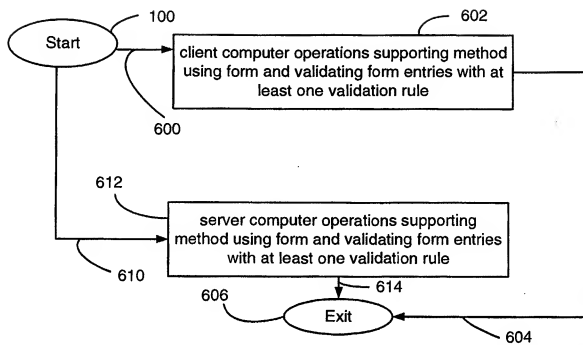 100
602
Start
client computer operations supporting method
using form and validating form entries with at
least one validation rule
600
612
server computer operations supporting
method using form and validating form entries
with at least one validation rule
610
614
606
Exit
604